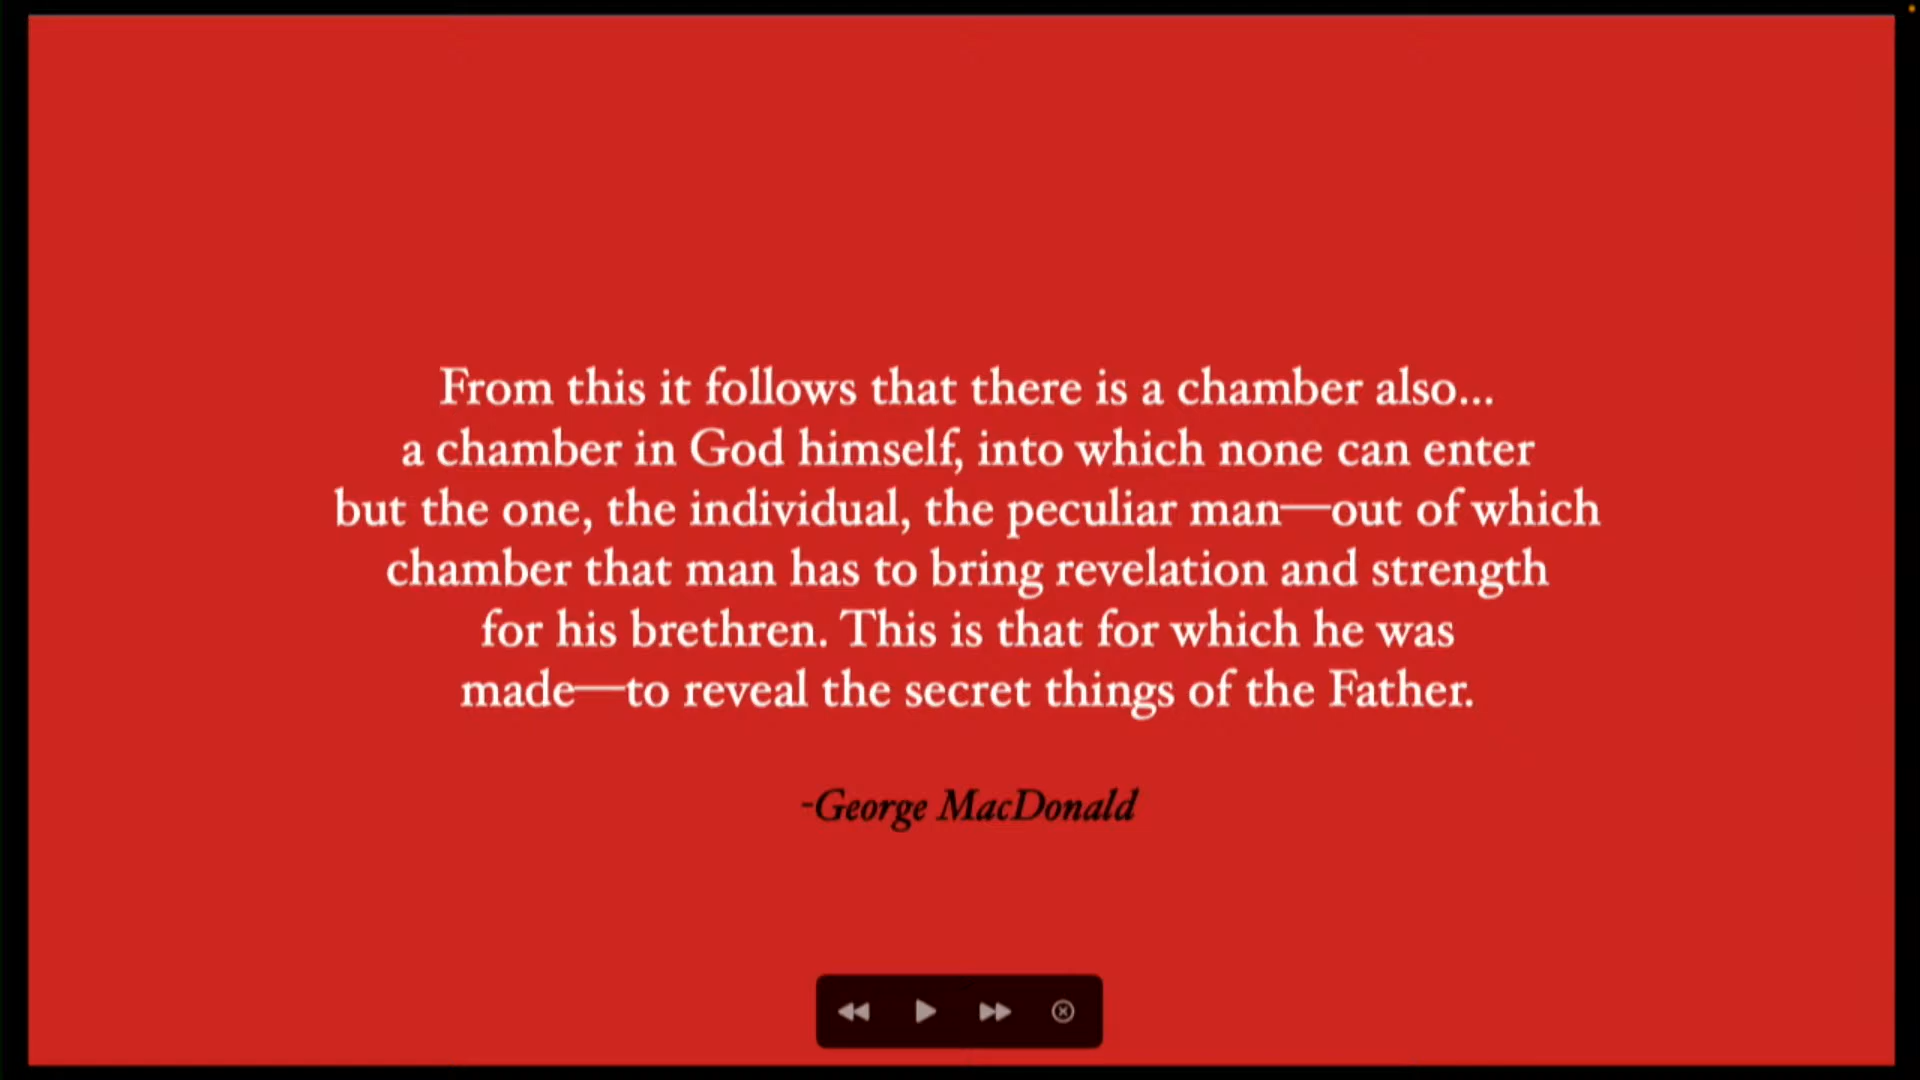 From this it follows that there is a chamber also...
a chamber in God himself, into which none can enter
but the one, the individual, the peculiar man—out of which
chamber that man has to bring revelation and strength
for his brethren. This is that for which he was
made—to reveal the secret things of the Father.
-George MacDonald